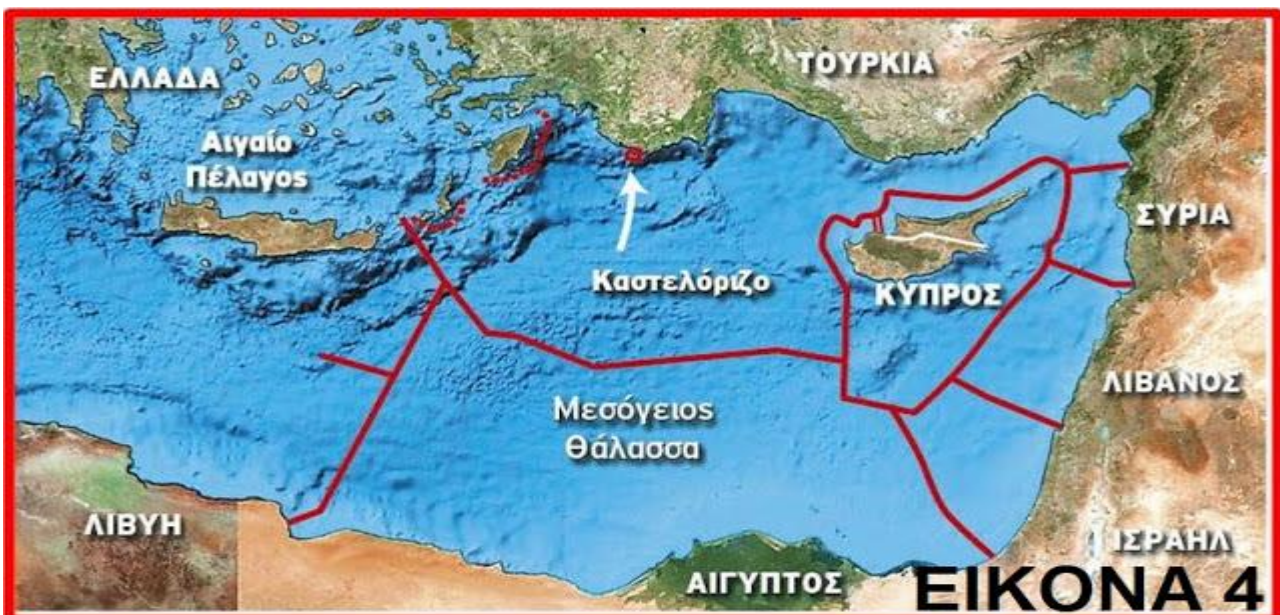 ΕΛΛΑΔΑ
ΤΟΥΡΚΙΑ
Αιγαίο
Πέλαγος
ΣΥΡΙΑ
Καστελόριζο
ΚΥΠΡΟΣ
ΛΙΒΑΝΟΣ
Μεσόγειος
Θάλασσα
ΛΙΒΥΗ
ΙΣΡΑΗΛ
ΑΙΓΥΠΤΟΣ
ΕΙΚΟΝΑ 4